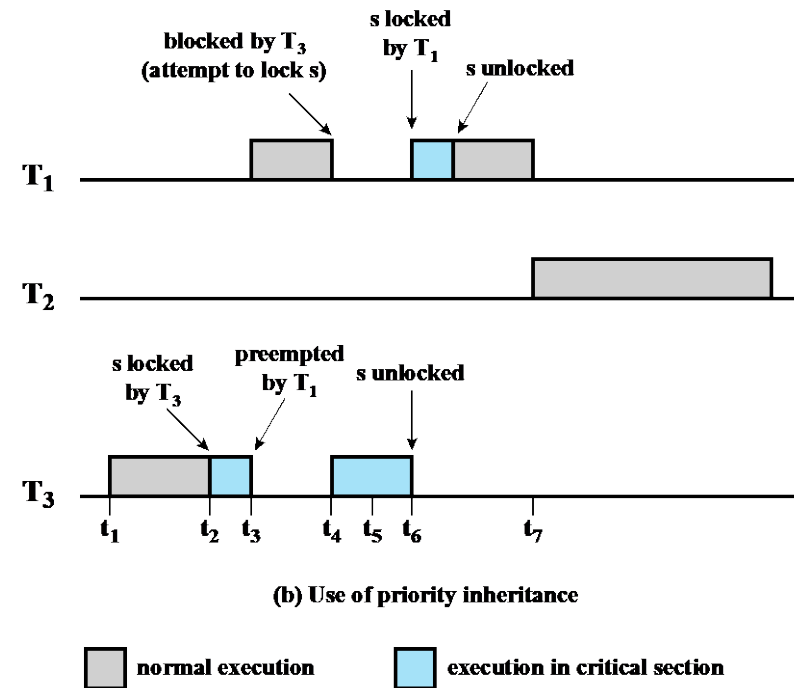 s locked
by T₁
blocked by T₃
(attempt to lock s)
s unlocked
T₁
T₂
s locked
by T₃
preempted
by T₁
s unlocked
T₃
t₁ t₂ t₃ t₄ t₅ t₆ t₇
(b) Use of priority inheritance
normal execution
execution in critical section